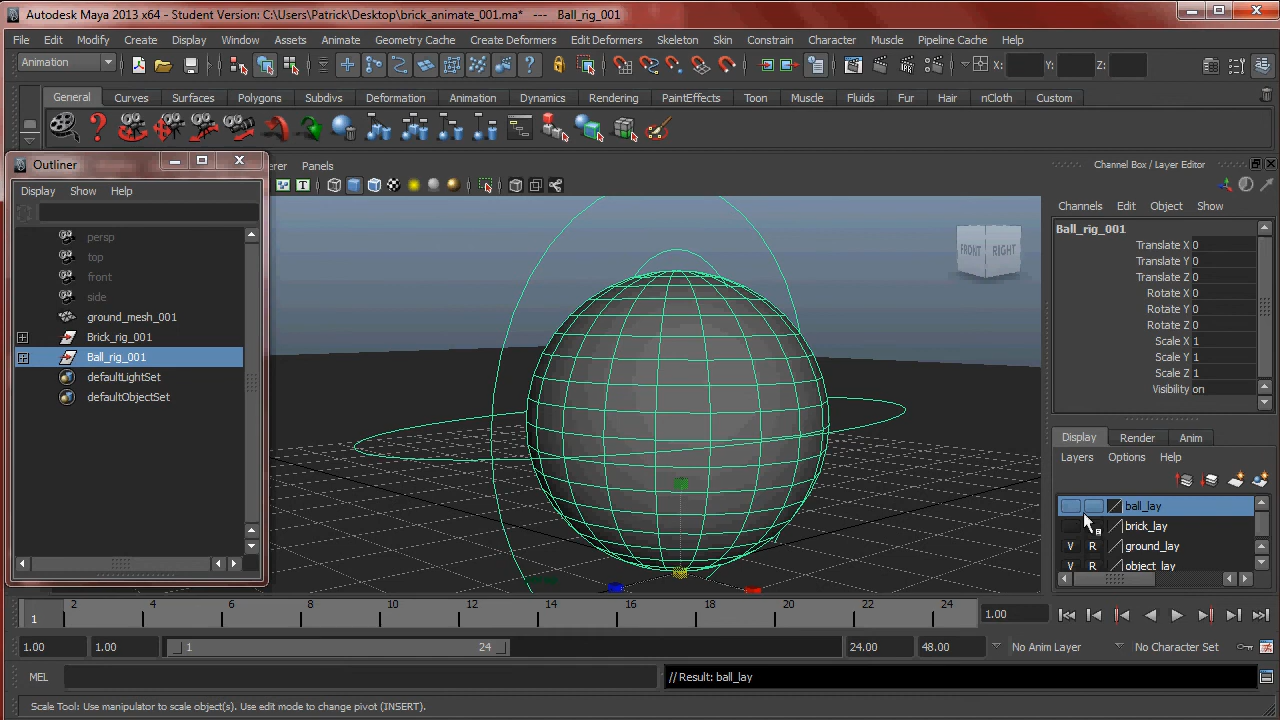 Autodesk Maya 2013 x64 - Student Version: C:\Users\Patrick\Desktop\brick_animate_001.ma* --- Ball_rig_001
File Edit Modify Create Display Window Assets Animate Geometry Cache Create Deformers Edit Deformers Skeleton Skin Constrain Character Muscle Pipeline Cache Help
Animation X: Y: Z:
General Curves Surfaces Polygons Subdivs Deformation Animation Dynamics Rendering PaintEffects Toon Muscle Fluids Fur Hair nCloth Custom
Outliner
Panels
Channel Box / Layer Editor
Display Show Help
Channels Edit Object Show
FRONT RIGHT
Ball_rig_001
Translate X 0
Translate Y 0
Translate Z 0
Rotate X 0
Rotate Y 0
Rotate Z 0
Scale X 1
Scale Y 1
Scale Z 1
Visibility on
persp
top
front
side
ground_mesh_001
Brick_rig_001
Ball_rig_001
defaultLightSet
defaultObjectSet
Display Render Anim
Layers Options Help
ball_lay
brick_lay
V R ground_lay
V R object_lay
1 2 4 6 8 10 12 14 16 18 20 22 24 1.00
1.00 1.00 1 24 24.00 48.00 No Anim Layer No Character Set
MEL // Result: ball_lay
Scale Tool: Use manipulator to scale object(s). Use edit mode to change pivot (INSERT).